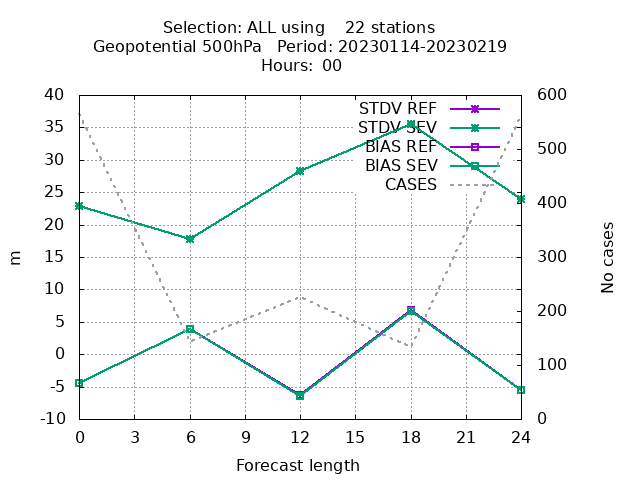 Selection: ALL using    22 stations
Geopotential 500hPa   Period: 20230114-20230219
Hours: 00
40
35
30
25
20
15
10
5
0
-5
-10
m
STDV REF
STDV SEV
BIAS REF
BIAS SEV
CASES
600
500
400
300
200
100
0
No cases
0 3 6 9 12 15 18 21 24
Forecast length